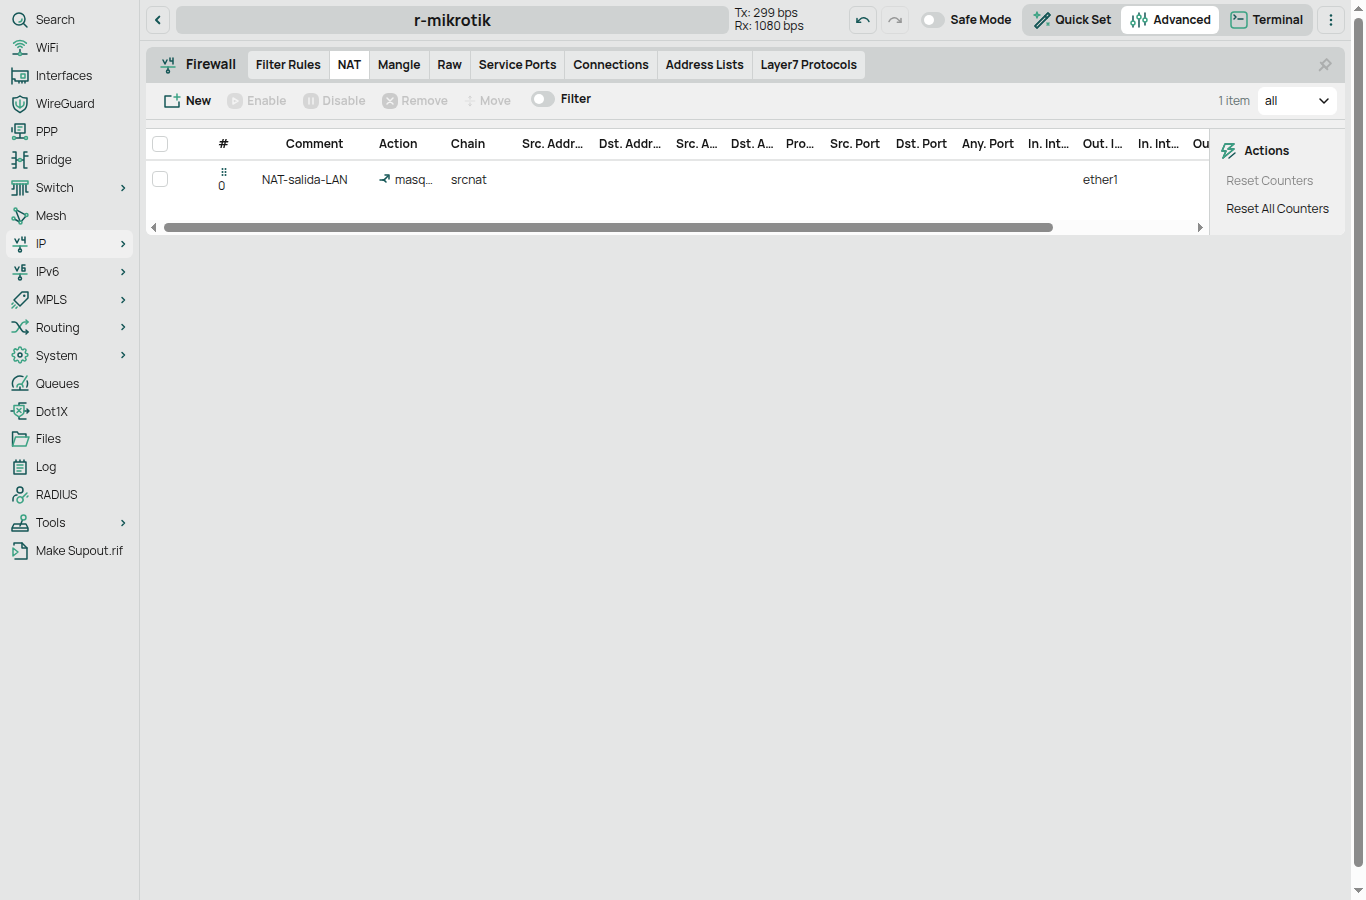 Search
WiFi
Interfaces
WireGuard
PPP
Bridge
Switch
Mesh
IP
IPv6
MPLS
Routing
System
Queues
Dot1X
Files
Log
RADIUS
Tools
Make Supout.rif
r-mikrotik
Tx: 299 bps
Rx: 1080 bps
Safe Mode
Quick Set
Advanced
Terminal
Firewall
Filter Rules
NAT
Mangle
Raw
Service Ports
Connections
Address Lists
Layer7 Protocols
New
Enable
Disable
Remove
Move
Filter
1 item
all
# Comment Action Chain Src. Addr... Dst. Addr... Src. A... Dst. A... Pro... Src. Port Dst. Port Any. Port In. Int... Out. I... In. Int... Ou
0 NAT-salida-LAN masq... srcnat ether1
Actions
Reset Counters
Reset All Counters